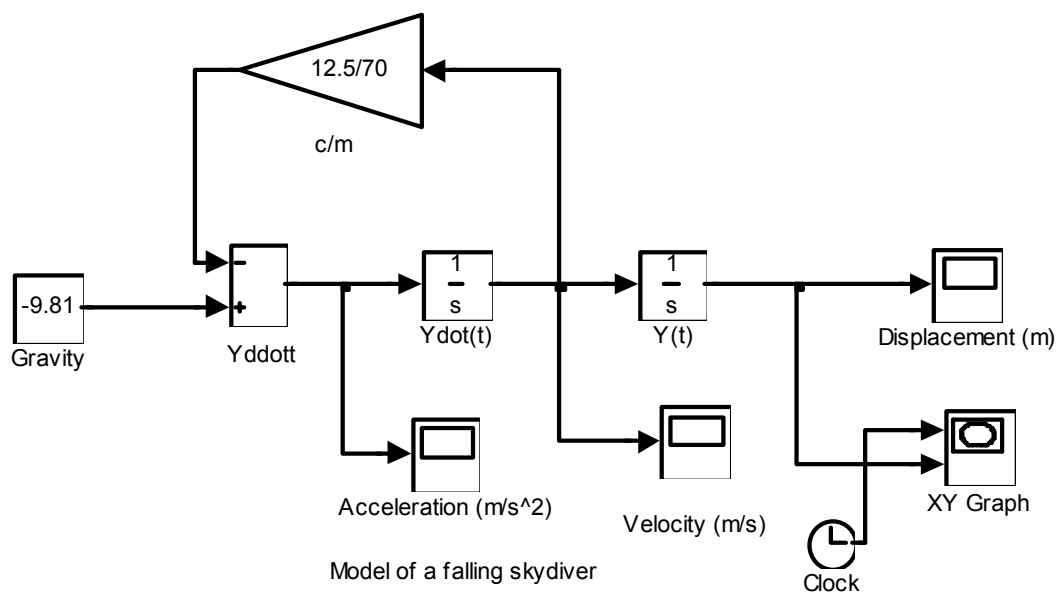 12.5/70
c/m
-9.81
Gravity
−
+
Yddott
1
s
Ydot(t)
1
s
Y(t)
Displacement (m)
Acceleration (m/s^2)
Velocity (m/s)
XY Graph
Clock
Model of a falling skydiver